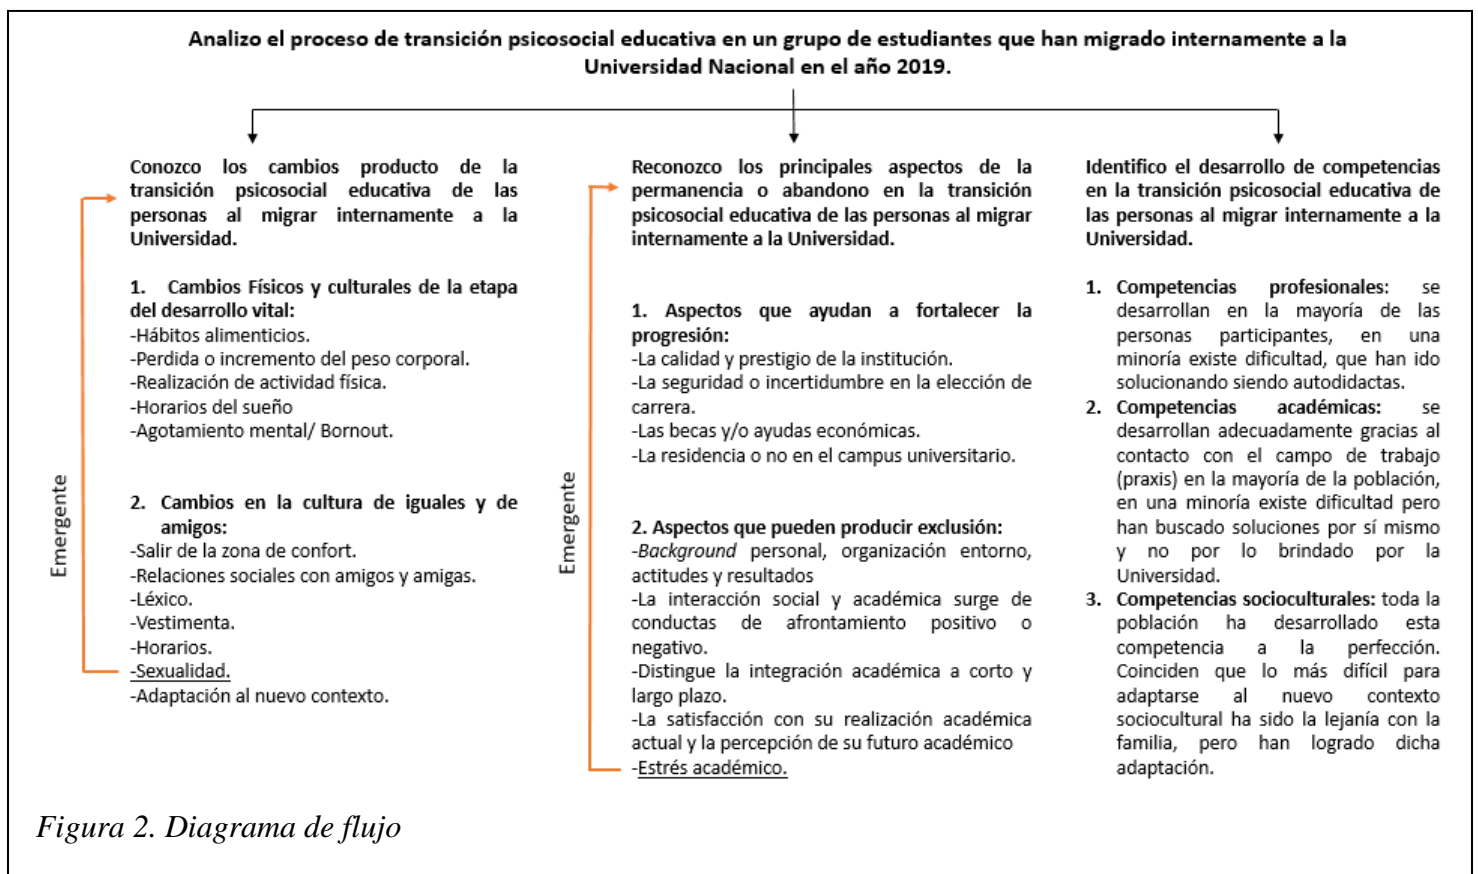 Analizo el proceso de transición psicosocial educativa en un grupo de estudiantes que han migrado internamente a la
Universidad Nacional en el año 2019.
Conozco los cambios producto de la
transición psicosocial educativa de las
personas al migrar internamente a la
Universidad.
1. Cambios Físicos y culturales de la etapa
del desarrollo vital:
-Hábitos alimenticios.
-Perdida o incremento del peso corporal.
-Realización de actividad física.
-Horarios del sueño
-Agotamiento mental/ Bornout.
2. Cambios en la cultura de iguales y de
amigos:
-Salir de la zona de confort.
-Relaciones sociales con amigos y amigas.
-Léxico.
-Vestimenta.
-Horarios.
-Sexualidad.
-Adaptación al nuevo contexto.
Emergente
Reconozco los principales aspectos de la
permanencia o abandono en la transición
psicosocial educativa de las personas al migrar
internamente a la Universidad.
1. Aspectos que ayudan a fortalecer la
progresión:
-La calidad y prestigio de la institución.
-La seguridad o incertidumbre en la elección de
carrera.
-Las becas y/o ayudas económicas.
-La residencia o no en el campus universitario.
2. Aspectos que pueden producir exclusión:
-Background personal, organización entorno,
actitudes y resultados
-La interacción social y académica surge de
conductas de afrontamiento positivo o
negativo.
-Distingue la integración académica a corto y
largo plazo.
-La satisfacción con su realización académica
actual y la percepción de su futuro académico
-Estrés académico.
Emergente
Identifico el desarrollo de competencias
en la transición psicosocial educativa de
las personas al migrar internamente a la
Universidad.
1. Competencias profesionales: se
desarrollan en la mayoría de las
personas participantes, en una
minoría existe dificultad, que han ido
solucionando siendo autodidactas.
2. Competencias académicas: se
desarrollan adecuadamente gracias al
contacto con el campo de trabajo
(praxis) en la mayoría de la población,
en una minoría existe dificultad pero
han buscado soluciones por sí mismo
y no por lo brindado por la
Universidad.
3. Competencias socioculturales: toda la
población ha desarrollado esta
competencia a la perfección.
Coinciden que lo más difícil para
adaptarse al nuevo contexto
sociocultural ha sido la lejanía con la
familia, pero han logrado dicha
adaptación.
Figura 2. Diagrama de flujo